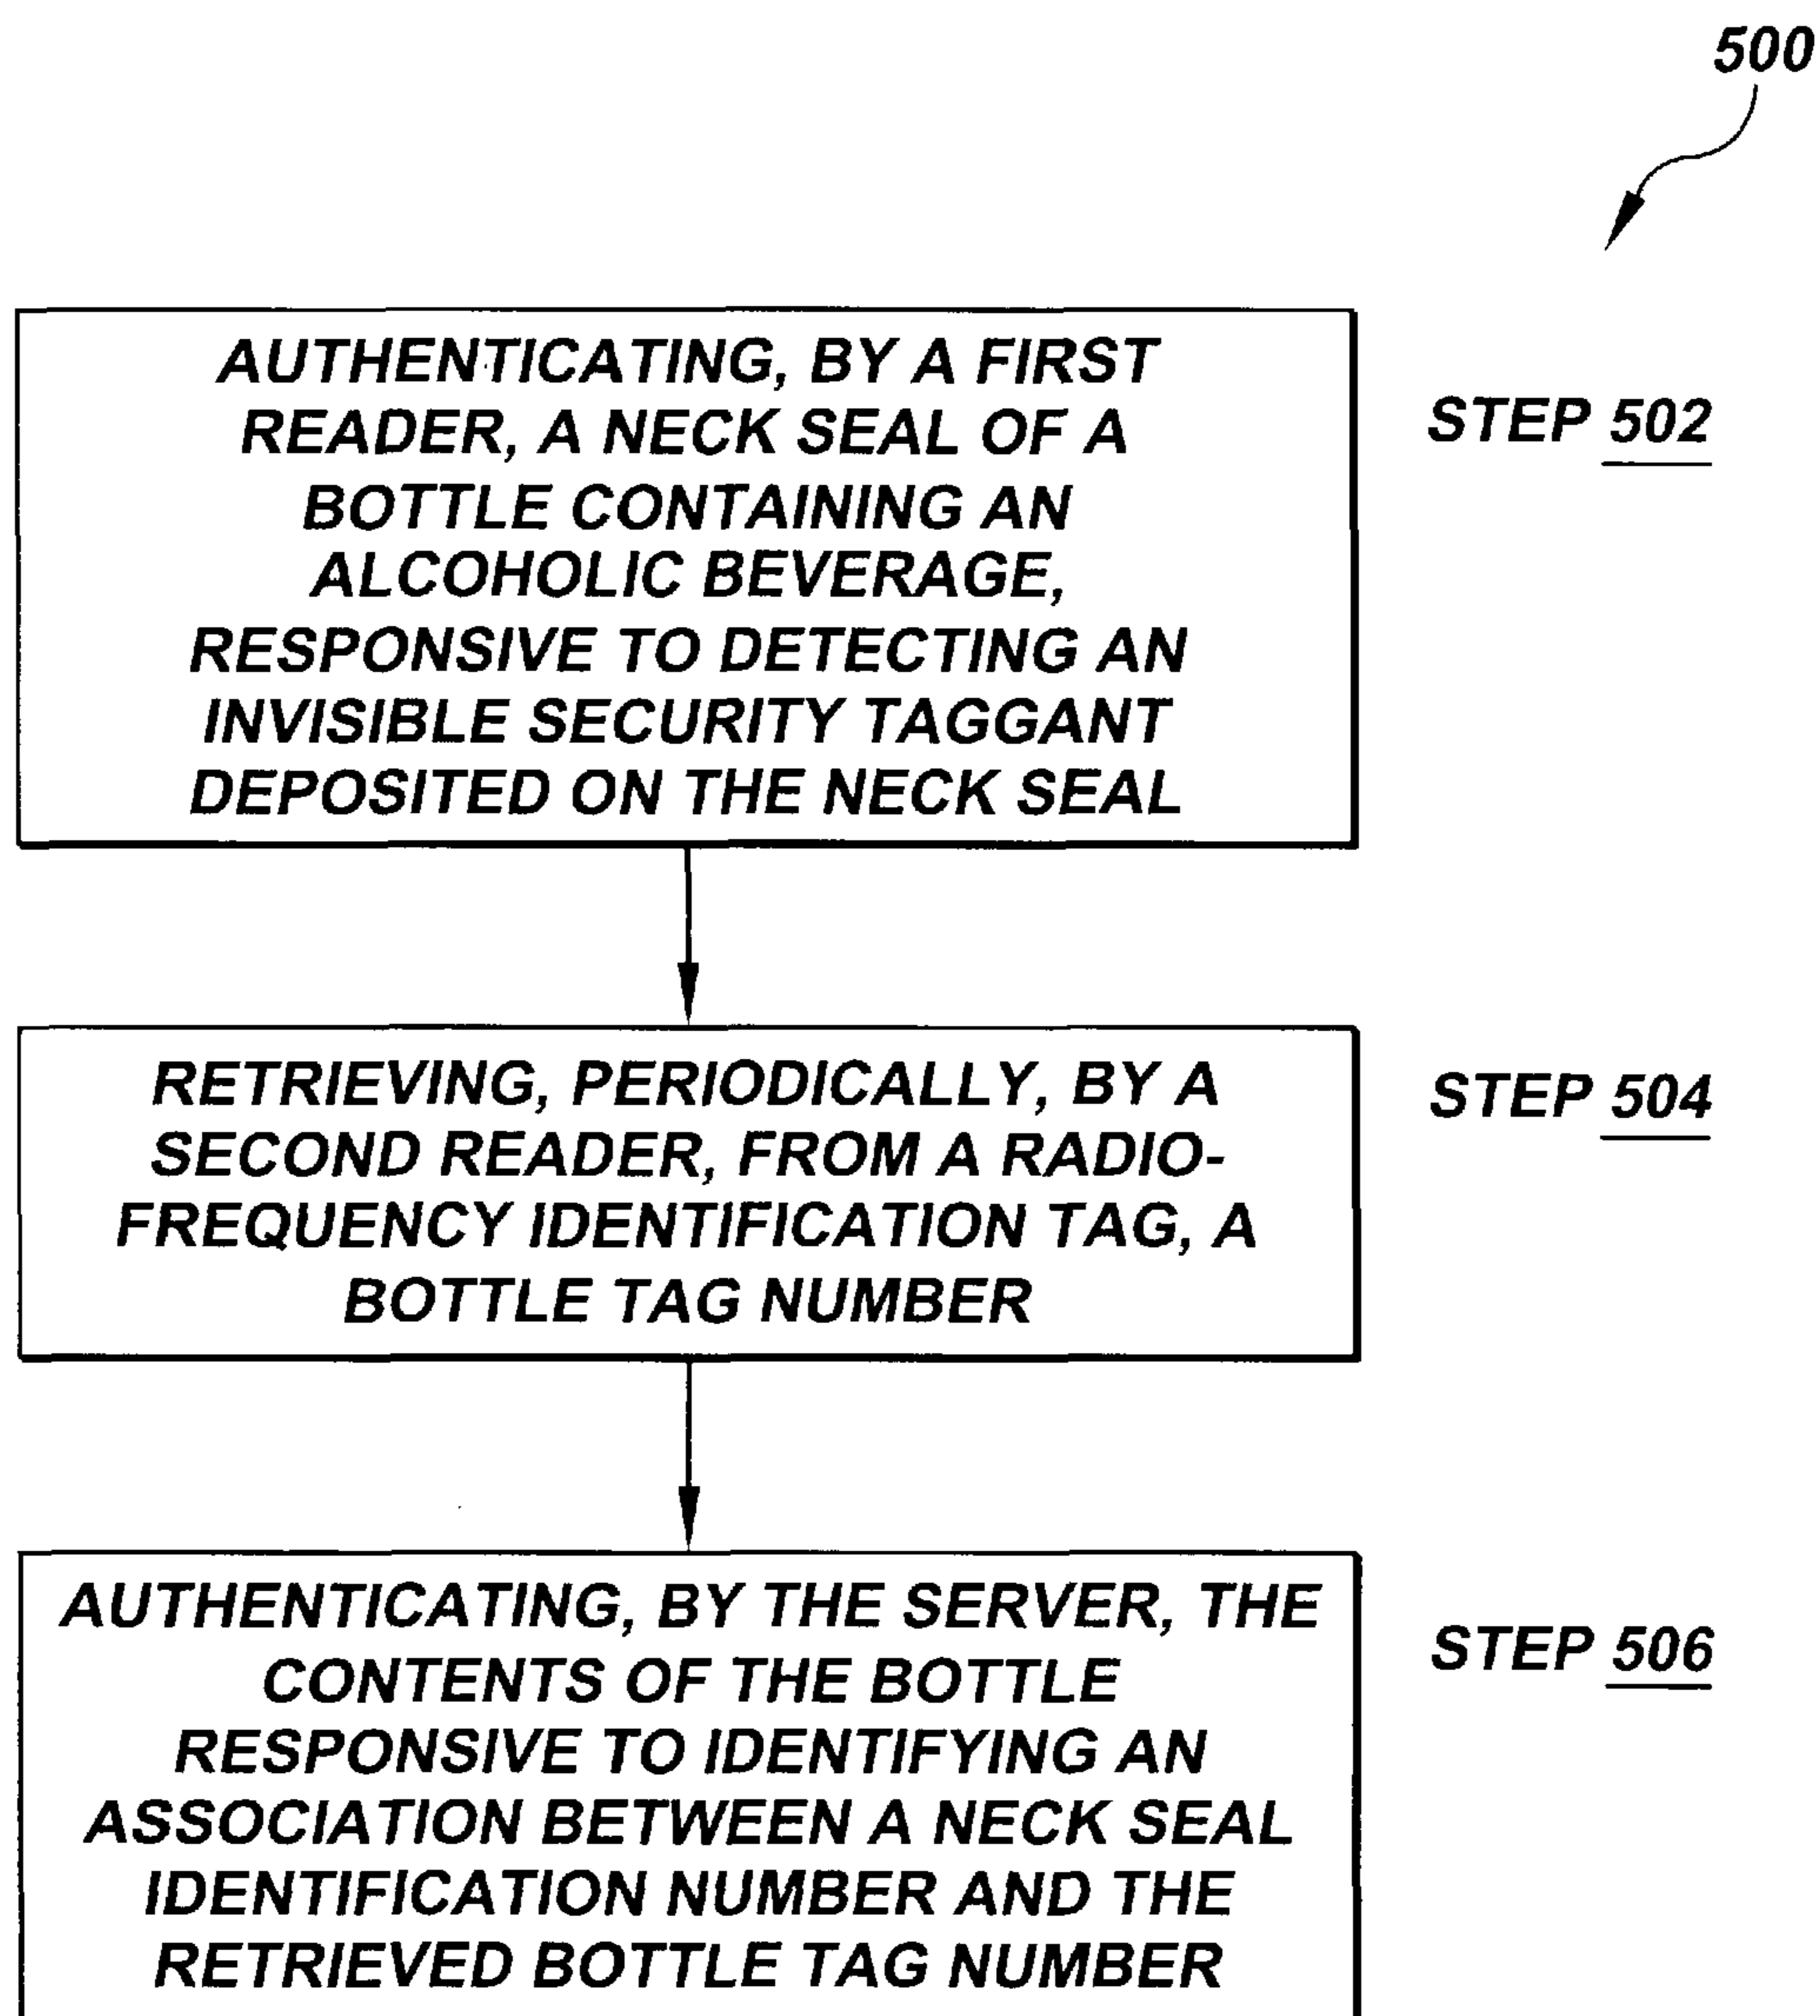 500
AUTHENTICATING, BY A FIRST
READER, A NECK SEAL OF A
BOTTLE CONTAINING AN
ALCOHOLIC BEVERAGE,
RESPONSIVE TO DETECTING AN
INVISIBLE SECURITY TAGGANT
DEPOSITED ON THE NECK SEAL
STEP 502
RETRIEVING, PERIODICALLY, BY A
SECOND READER, FROM A RADIO-
FREQUENCY IDENTIFICATION TAG, A
BOTTLE TAG NUMBER
STEP 504
AUTHENTICATING, BY THE SERVER, THE
CONTENTS OF THE BOTTLE
RESPONSIVE TO IDENTIFYING AN
ASSOCIATION BETWEEN A NECK SEAL
IDENTIFICATION NUMBER AND THE
RETRIEVED BOTTLE TAG NUMBER
STEP 506